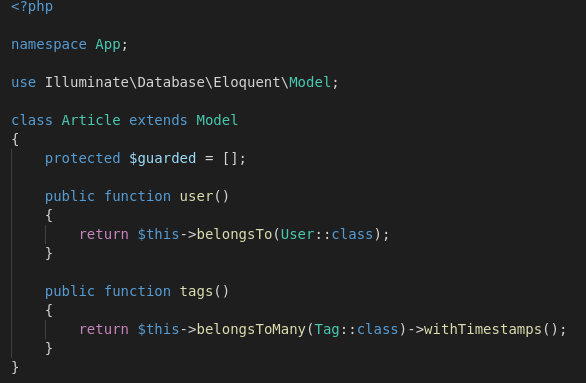 <?php
namespace App;
use Illuminate\Database\Eloquent\Model;
class Article extends Model
{
    protected $guarded = [];
    public function user()
    {
        return $this->belongsTo(User::class);
    }
    public function tags()
    {
        return $this->belongsToMany(Tag::class)->withTimestamps();
    }
}